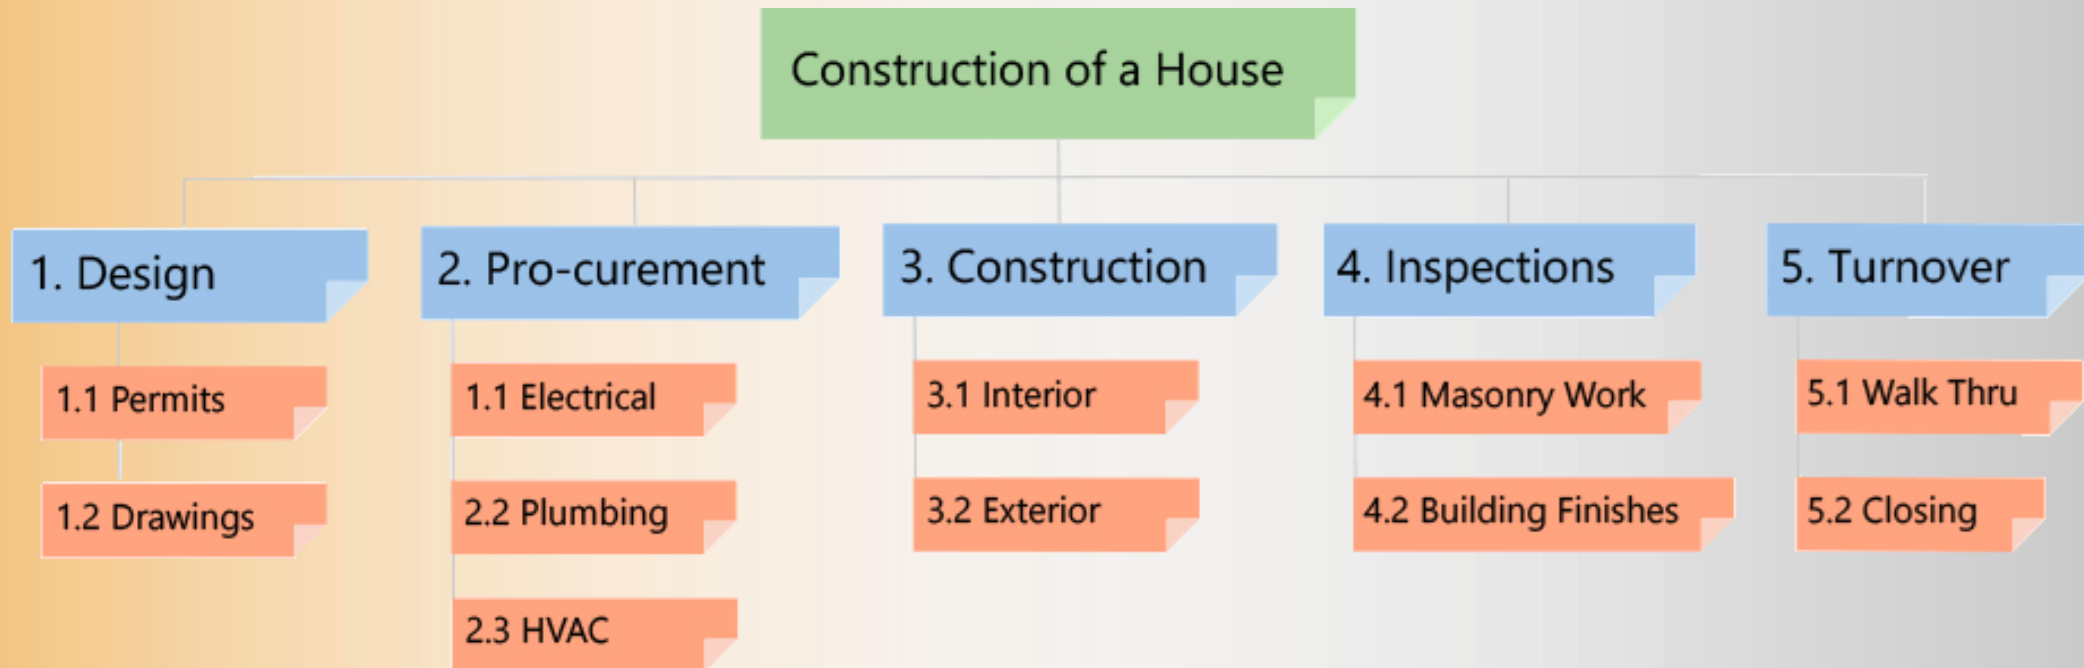 Construction of a House
1. Design
2. Pro-curement
3. Construction
4. Inspections
5. Turnover
1.1 Permits
1.1 Electrical
3.1 Interior
4.1 Masonry Work
5.1 Walk Thru
1.2 Drawings
2.2 Plumbing
3.2 Exterior
4.2 Building Finishes
5.2 Closing
2.3 HVAC